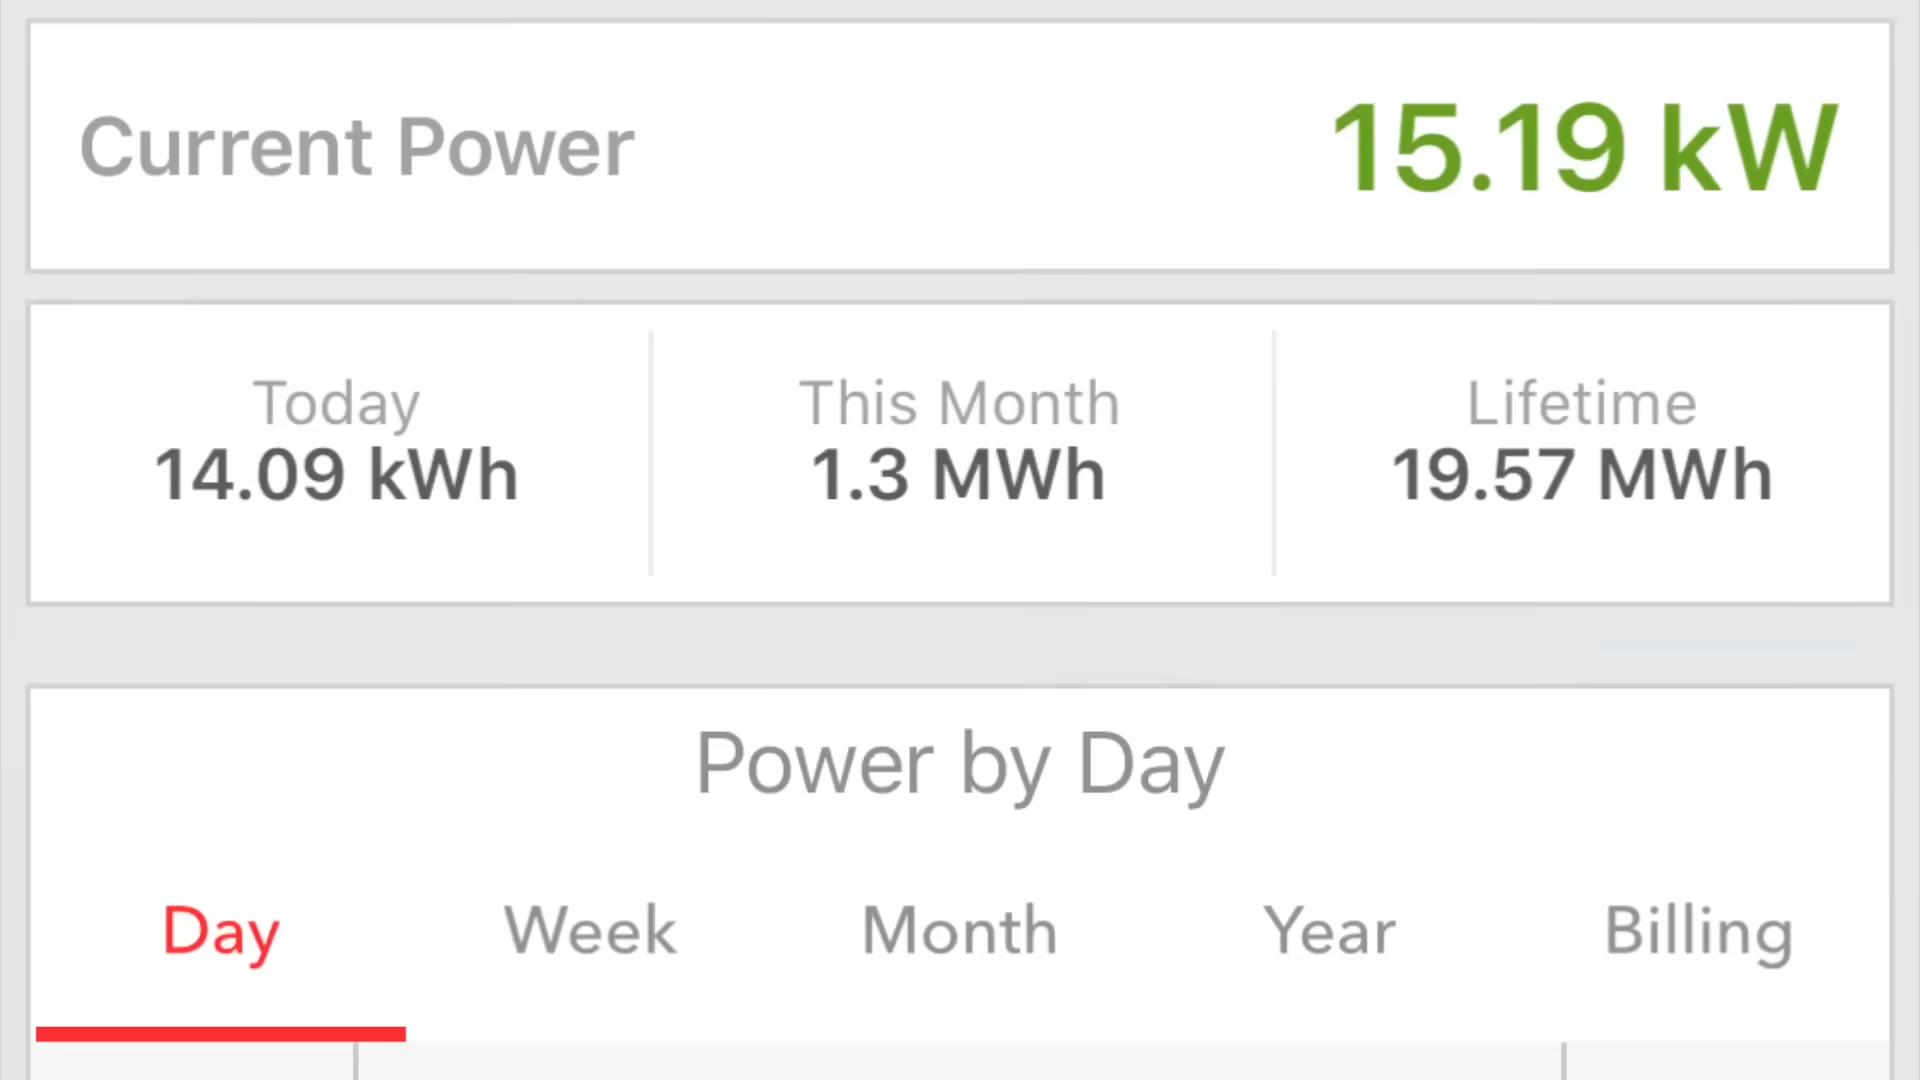 Current Power 15.19 kW
Today This Month Lifetime
14.09 kWh 1.3 MWh 19.57 MWh
Power by Day
Day Week Month Year Billing